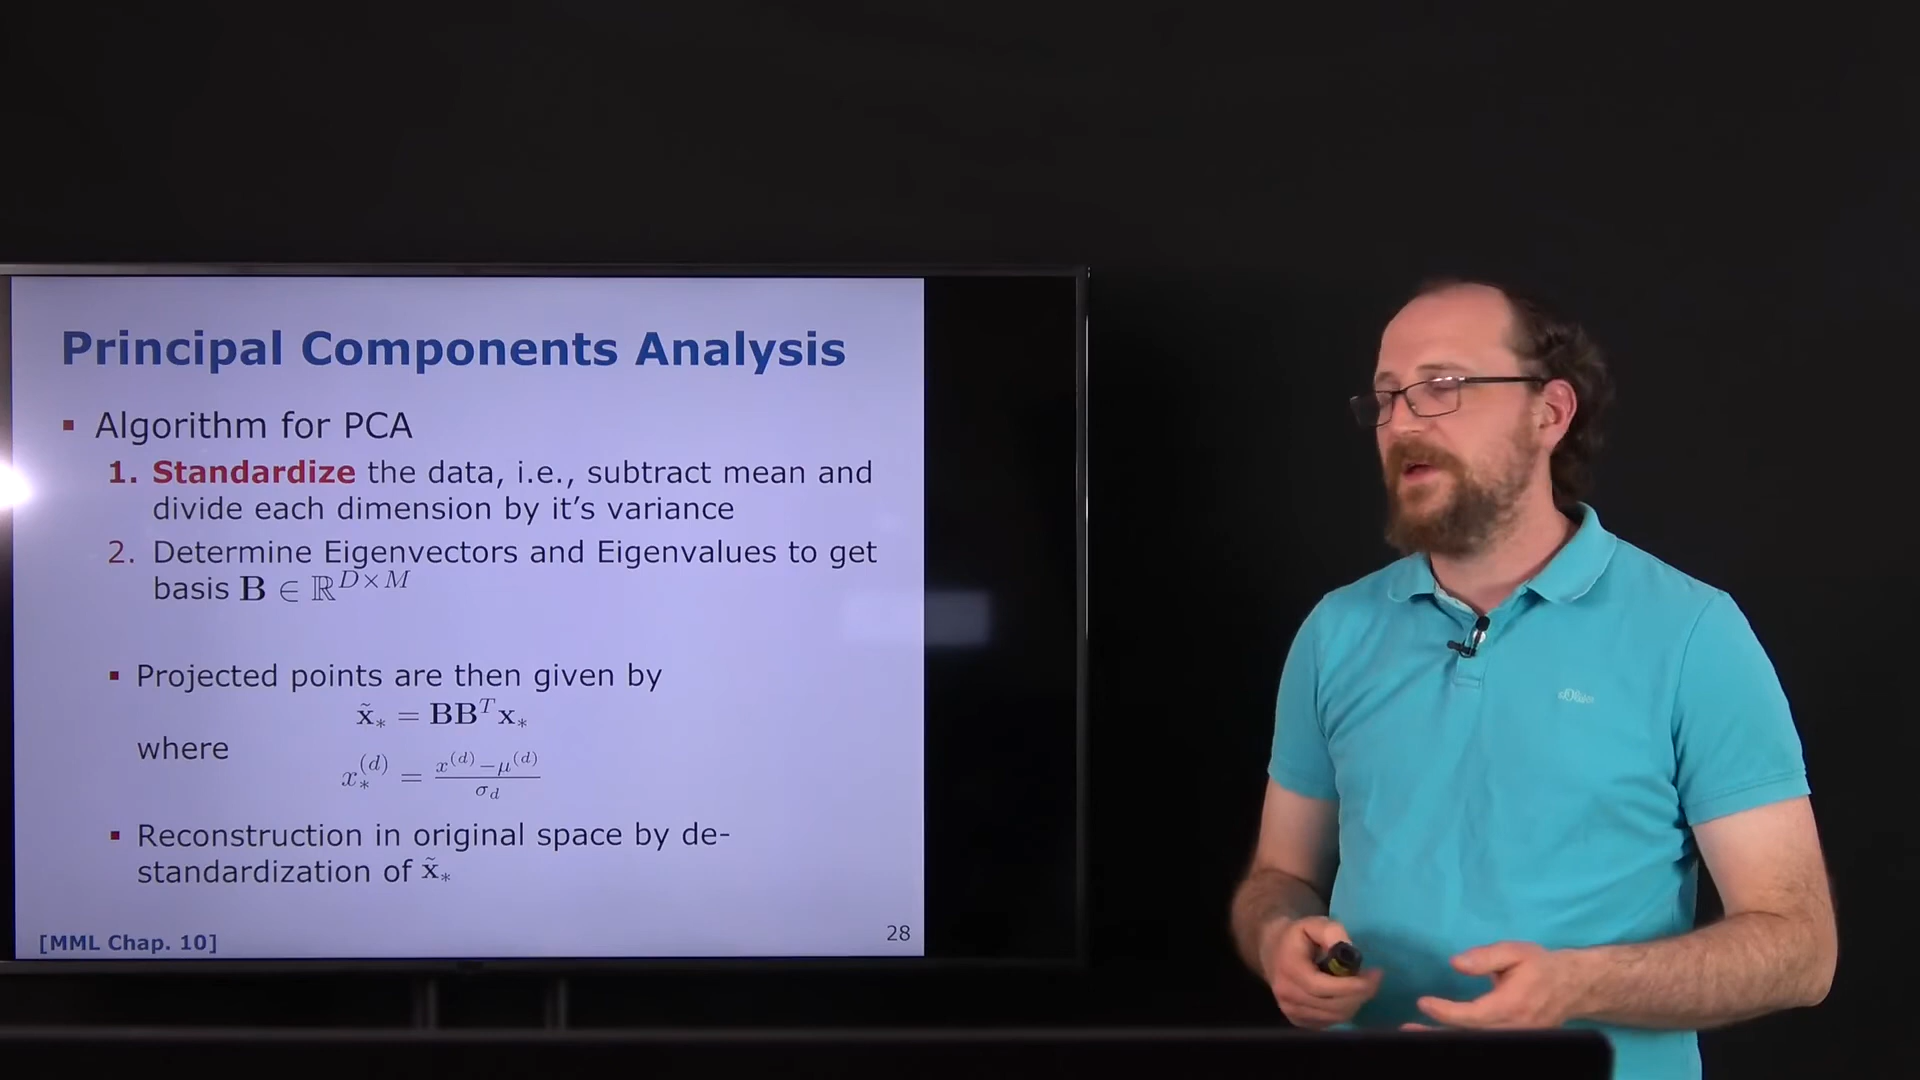 Principal Components Analysis
▪ Algorithm for PCA
1. Standardize the data, i.e., subtract mean and
divide each dimension by it's variance
2. Determine Eigenvectors and Eigenvalues to get
basis B ∈ ℝ^{D×M}
▪ Projected points are then given by
x̃_* = BB^T x_*
where
x_*^{(d)} = \frac{x^{(d)} − μ^{(d)}}{σ_d}
▪ Reconstruction in original space by de-
standardization of x̃_*
[MML Chap. 10]
28
s.Oliver